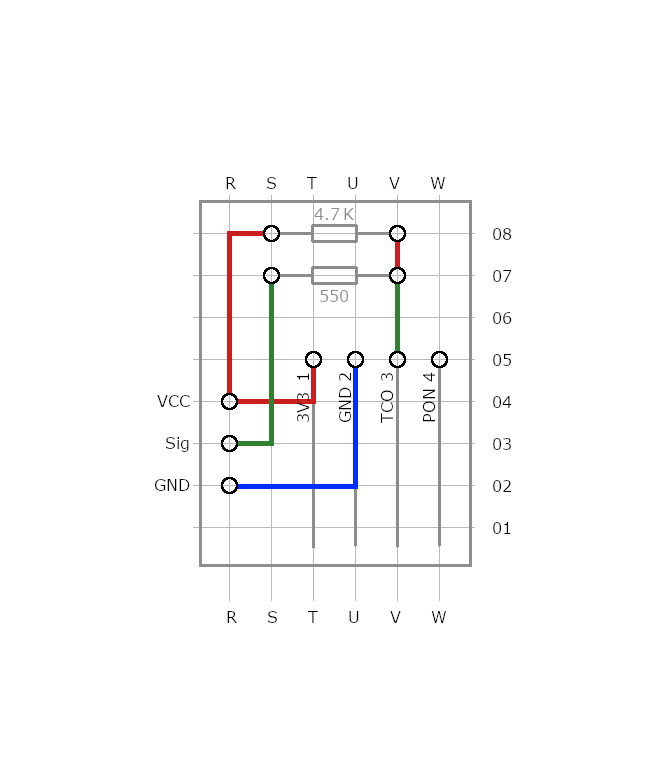 R S T U V W
4.7 K
08
07
550
06
05
3V3 1
GND 2
TCO 3
PON 4
VCC
04
Sig
03
GND
02
01
R S T U V W